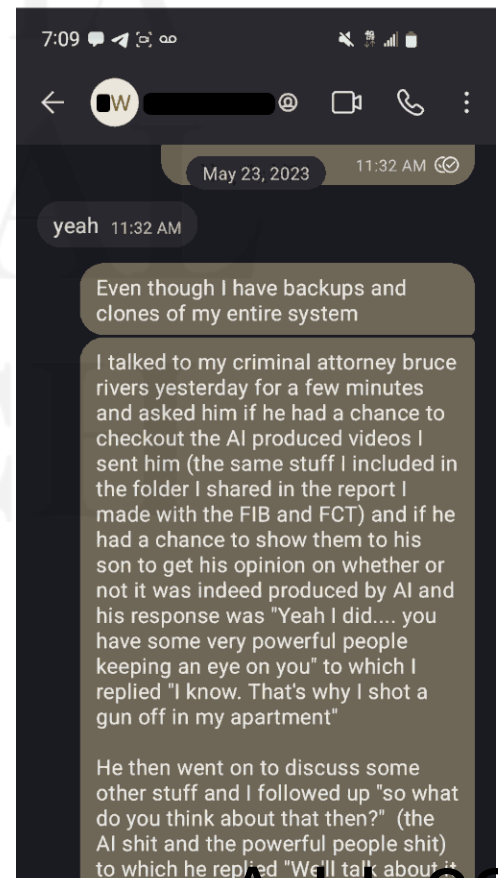 7:09
W
May 23, 2023
11:32 AM
yeah 11:32 AM
Even though I have backups and
clones of my entire system
I talked to my criminal attorney bruce
rivers yesterday for a few minutes
and asked him if he had a chance to
checkout the AI produced videos I
sent him (the same stuff I included in
the folder I shared in the report I
made with the FIB and FCT) and if he
had a chance to show them to his
son to get his opinion on whether or
not it was indeed produced by AI and
his response was "Yeah I did.... you
have some very powerful people
keeping an eye on you" to which I
replied "I know. That's why I shot a
gun off in my apartment"
He then went on to discuss some
other stuff and I followed up "so what
do you think about that then?" (the
AI shit and the powerful people shit)
to which he replied "We'll talk about it